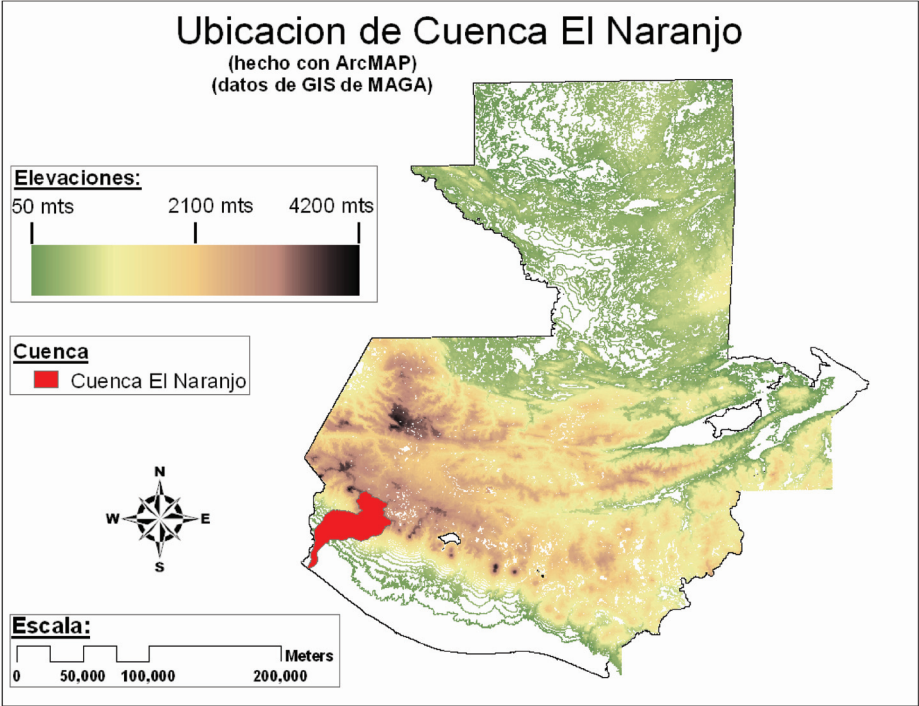 Ubicacion de Cuenca El Naranjo
(hecho con ArcMAP)
(datos de GIS de MAGA)
Elevaciones:
50 mts 2100 mts 4200 mts
Cuenca
Cuenca El Naranjo
N
W E
S
Escala:
Meters
0 50,000 100,000 200,000